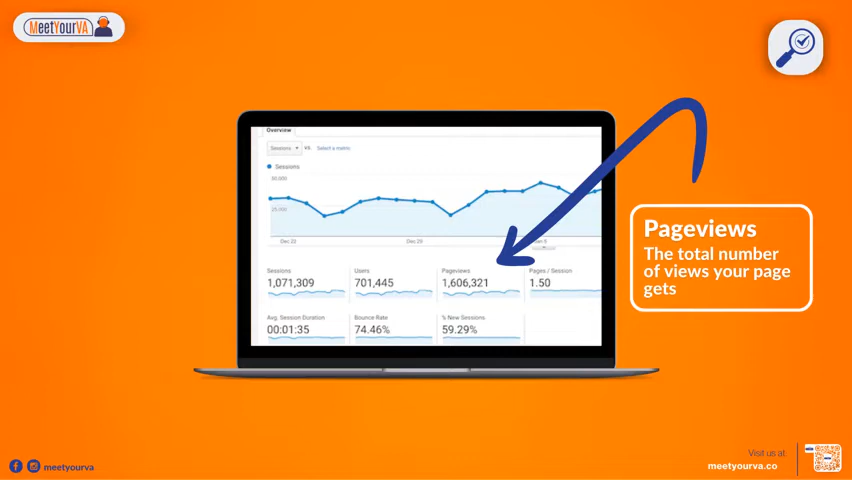 MeetYourVA
Overview
Sessions
VS.
Select a metric
Sessions
50,000
25,000
Dec 22
Dec 29
Jan 5
Sessions
1,071,309
Users
701,445
Pageviews
1,606,321
Pages / Session
1.50
Avg. Session Duration
00:01:35
Bounce Rate
74.46%
% New Sessions
59.29%
Pageviews
The total number
of views your page
gets
meetyourva
Visit us at
meetyourva.co